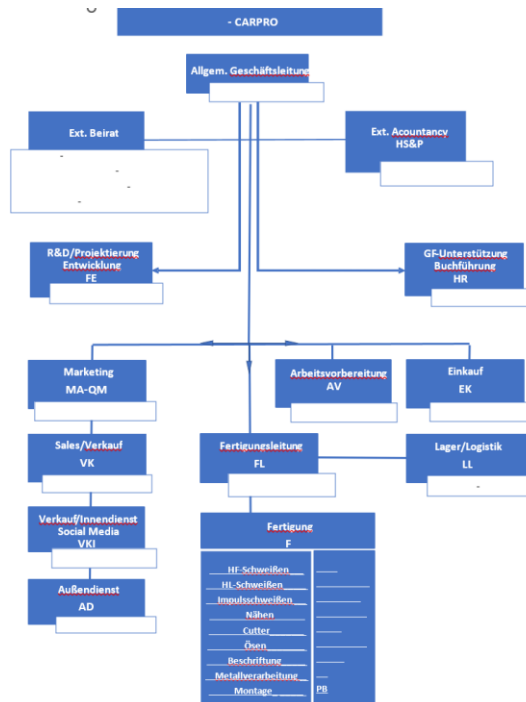 - CARPRO
Allgem. Geschäftsleitung
Ext. Beirat
-
-
-
-
Ext. Acountancy
HS&P
R&D/Projektierung
Entwicklung
FE
GF-Unterstützung
Buchführung
HR
Marketing
MA-QM
Arbeitsvorbereitung
AV
Einkauf
EK
Sales/Verkauf
VK
Fertigungsleitung
FL
Lager/Logistik
LL
-
Verkauf/Innendienst
Social Media
VKI
Außendienst
AD
Fertigung
F
HF-Schweißen
HL-Schweißen
Impulsschweißen
Nähen
Cutter
Ösen
Beschriftung
Metallverarbeitung
Montage PB